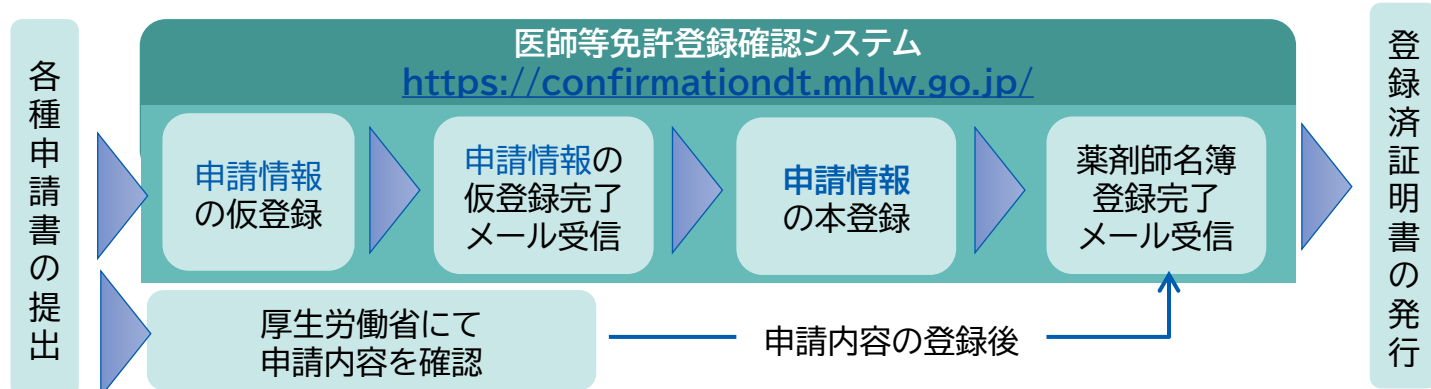 各種申請書の提出
医師等免許登録確認システム
https://confirmationdt.mhlw.go.jp/
申請情報
の仮登録
申請情報の
仮登録完了
メール受信
申請情報
の本登録
薬剤師名簿
登録完了
メール受信
厚生労働省にて
申請内容を確認
申請内容の登録後
登録済証明書の発行